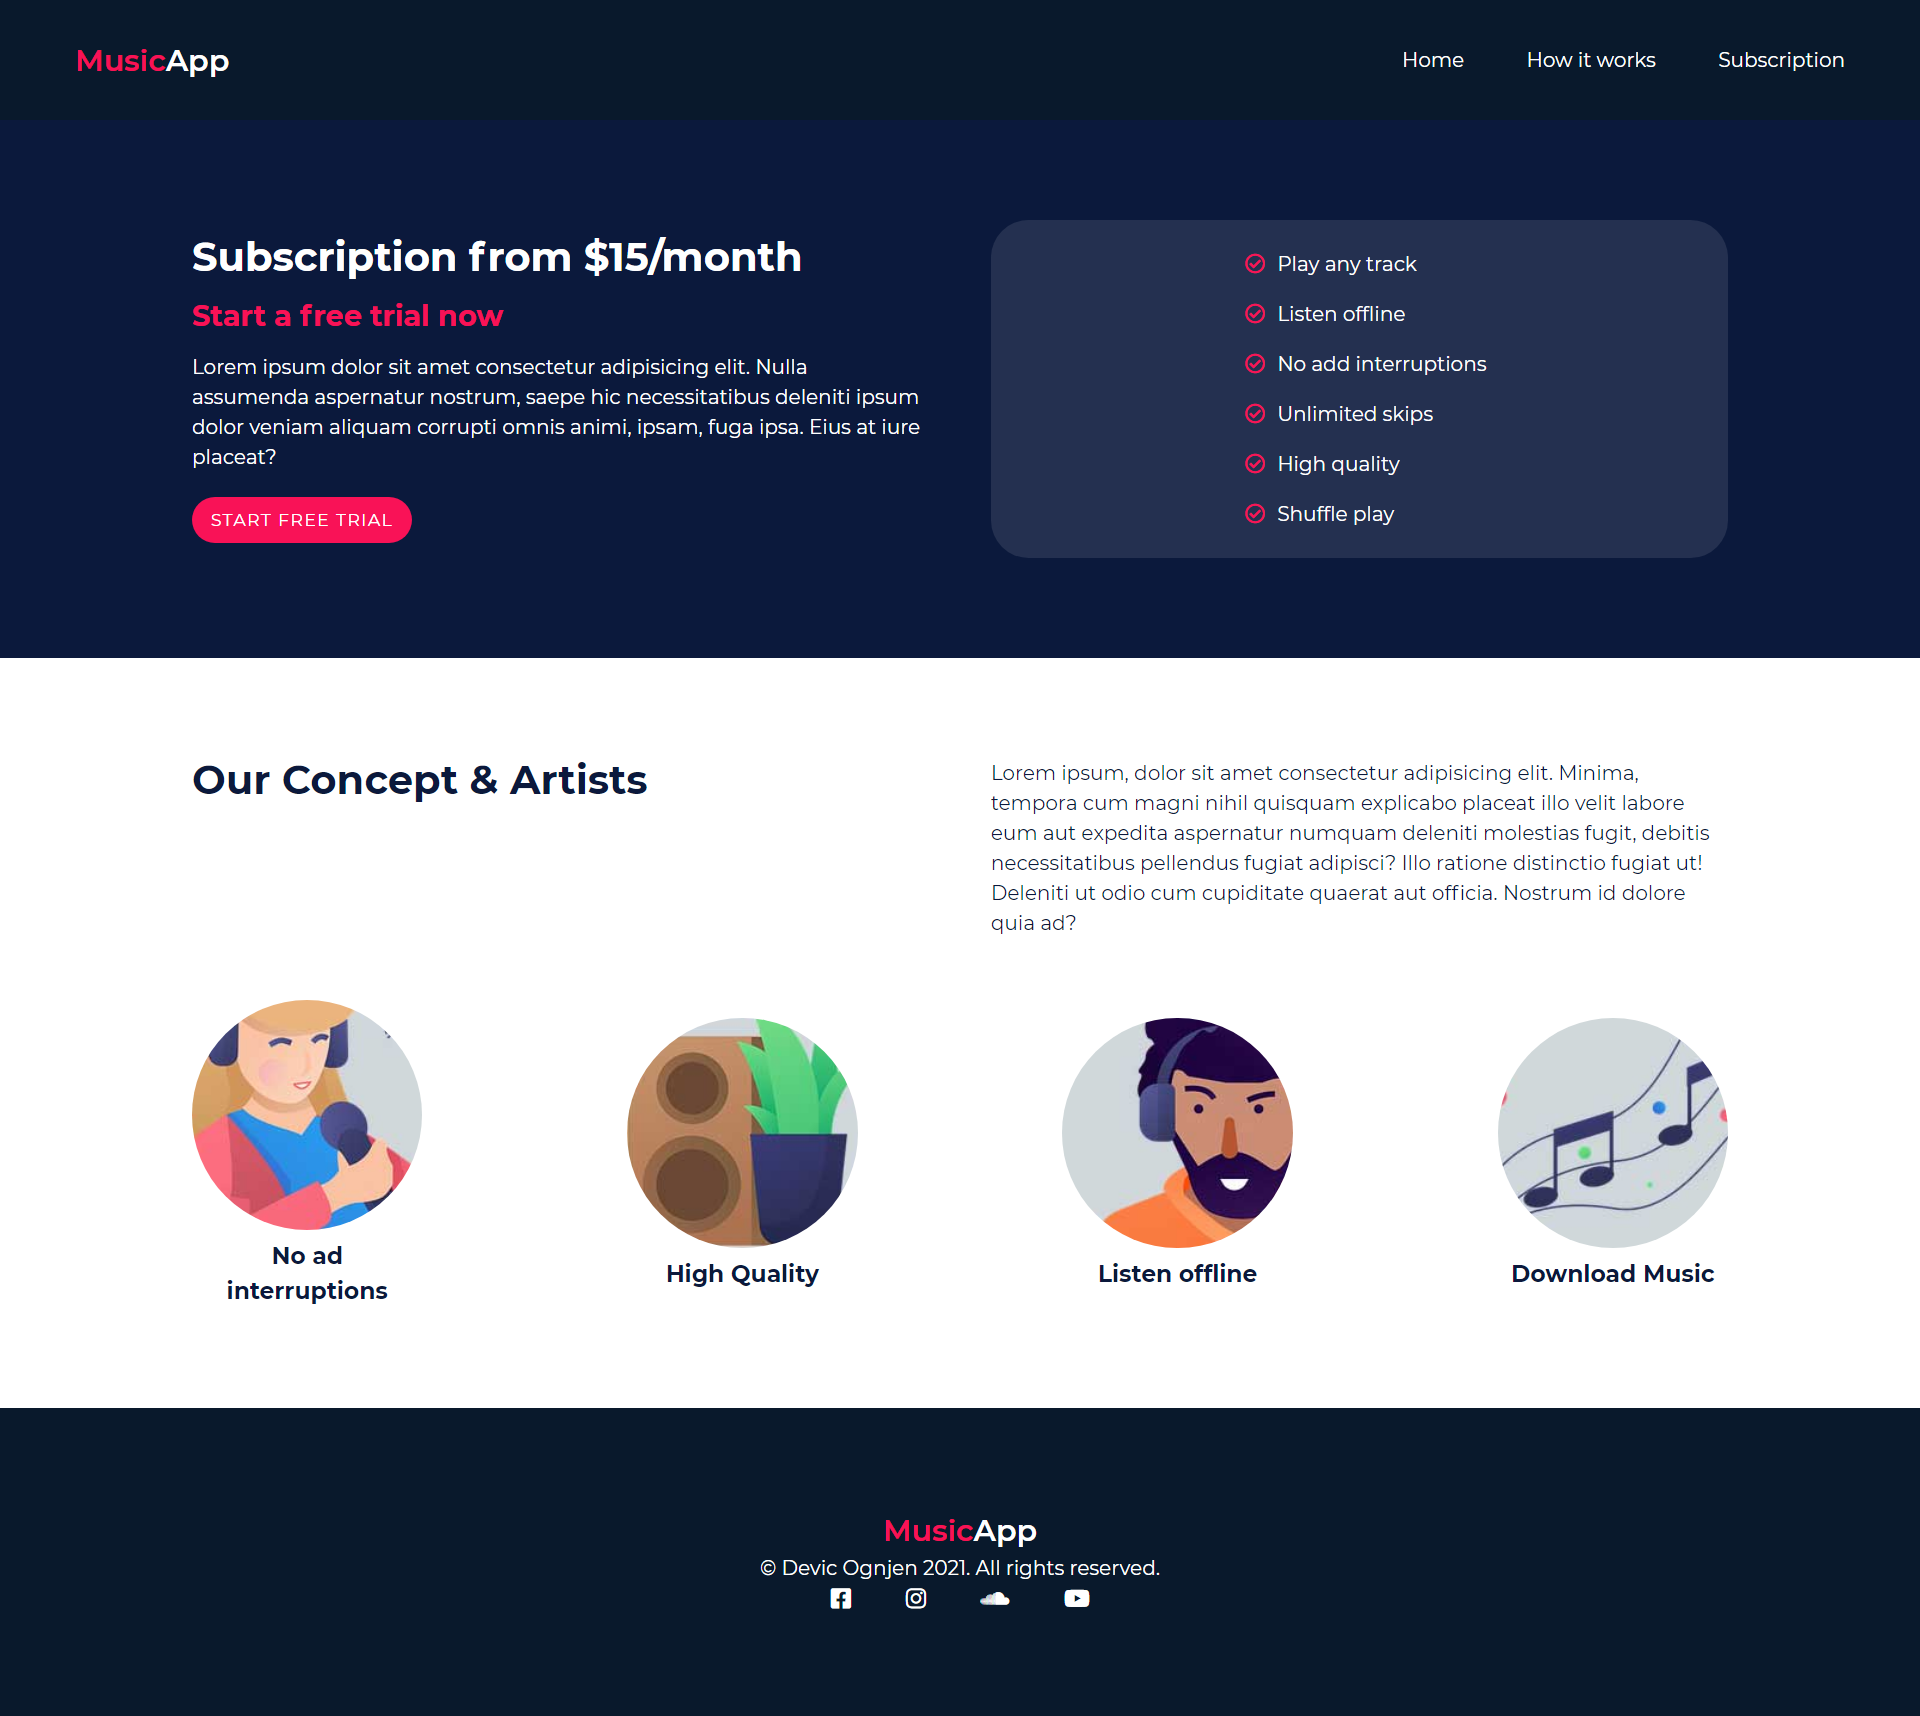 MusicApp
Home
How it works
Subscription
Subscription from $15/month
Start a free trial now
Lorem ipsum dolor sit amet consectetur adipisicing elit. Nulla
assumenda aspernatur nostrum, saepe hic necessitatibus deleniti ipsum
dolor veniam aliquam corrupti omnis animi, ipsam, fuga ipsa. Eius at iure
placeat?
START FREE TRIAL
Play any track
Listen offline
No add interruptions
Unlimited skips
High quality
Shuffle play
Our Concept & Artists
Lorem ipsum, dolor sit amet consectetur adipisicing elit. Minima,
tempora cum magni nihil quisquam explicabo placeat illo velit labore
eum aut expedita aspernatur numquam deleniti molestias fugit, debitis
necessitatibus pellendus fugiat adipisci? Illo ratione distinctio fugiat ut!
Deleniti ut odio cum cupiditate quaerat aut officia. Nostrum id dolore
quia ad?
No ad
interruptions
High Quality
Listen offline
Download Music
MusicApp
© Devic Ognjen 2021. All rights reserved.